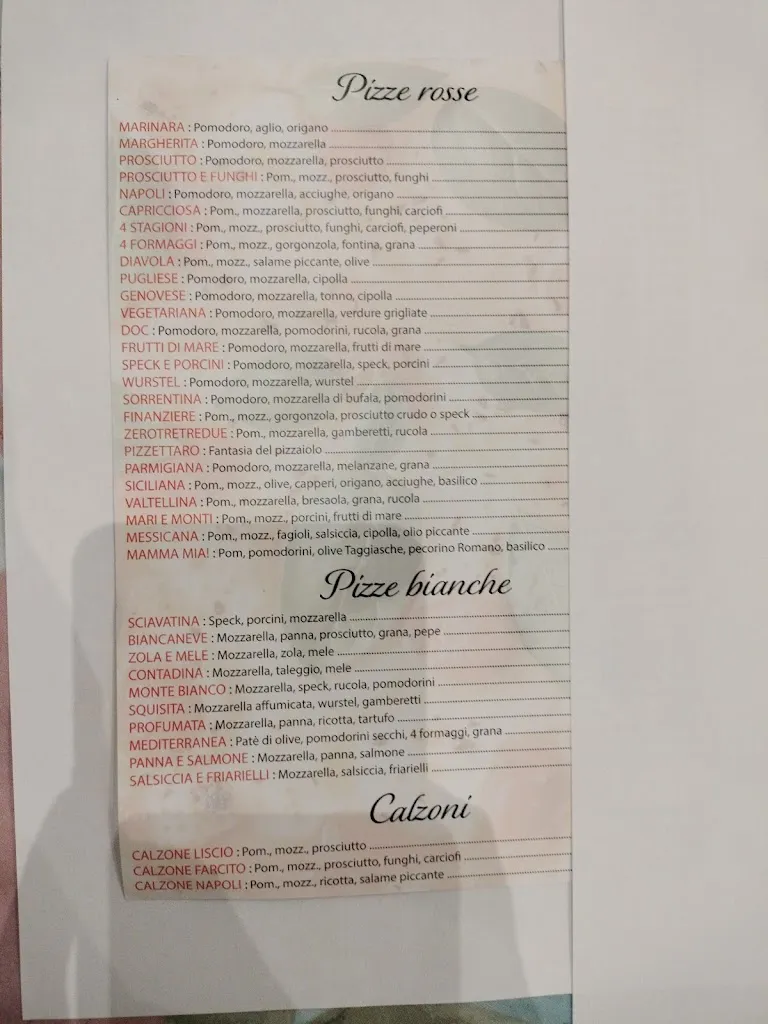 Pizze rosse
MARINARA : Pomodoro, aglio, origano
MARGHERITA : Pomodoro, mozzarella
PROSCIUTTO : Pomodoro, mozzarella, prosciutto
PROSCIUTTO E FUNGHI : Pom., mozz., prosciutto, funghi
NAPOLI : Pomodoro, mozzarella, acciughe, origano
CAPRICCIOSA : Pom., mozzarella, prosciutto, funghi, carciofi
4 STAGIONI : Pom., mozz., prosciutto, funghi, carciofi, peperoni
4 FORMAGGI : Pom., mozz., gorgonzola, fontina, grana
DIAVOLA : Pom., mozz., salame piccante, olive
PUGLIESE : Pomodoro, mozzarella, cipolla
GENOVESE : Pomodoro, mozzarella, tonno, cipolla
VEGETARIANA : Pomodoro, mozzarella, verdure grigliate
DOC : Pomodoro, mozzarella, pomodorini, rucola, grana
FRUTTI DI MARE : Pomodoro, mozzarella, frutti di mare
SPECK E PORCINI : Pomodoro, mozzarella, speck, porcini
WURSTEL : Pomodoro, mozzarella, wurstel
SORRENTINA : Pomodoro, mozzarella di bufala, pomodorini
FINANZIERE : Pom., mozz., gorgonzola, prosciutto crudo o speck
ZEROTRETREDUE : Pom., mozzarella, gamberetti, rucola
PIZZETTARO : Fantasia del pizzaiolo
PARMIGIANA : Pomodoro, mozzarella, melanzane, grana
SICILIANA : Pom., mozz., olive, capperi, origano, acciughe, basilico
VALTELLINA : Pom., mozzarella, bresaola, grana, rucola
MARI E MONTI : Pom., mozz., porcini, frutti di mare
MESSICANA : Pom., mozz., fagioli, salsiccia, cipolla, olio piccante
MAMMA MIA! : Pom, pomodorini, olive Taggiasche, pecorino Romano, basilico
Pizze bianche
SCIAVATINA : Speck, porcini, mozzarella
BIANCANEVE : Mozzarella, panna, prosciutto, grana, pepe
ZOLA E MELE : Mozzarella, zola, mele
CONTADINA : Mozzarella, taleggio, mele
MONTE BIANCO : Mozzarella, speck, rucola, pomodorini
SQUISITA : Mozzarella affumicata, wurstel, gamberetti
PROFUMATA : Mozzarella, panna, ricotta, tartufo
MEDITERRANEA : Patè di olive, pomodorini secchi, 4 formaggi, grana
PANNA E SALMONE : Mozzarella, panna, salmone
SALSICCIA E FRIARIELLI : Mozzarella, salsiccia, friarielli
Calzoni
CALZONE LISCIO : Pom., mozz., prosciutto
CALZONE FARCITO : Pom., mozz., prosciutto, funghi, carciofi
CALZONE NAPOLI : Pom., mozz., ricotta, salame piccante